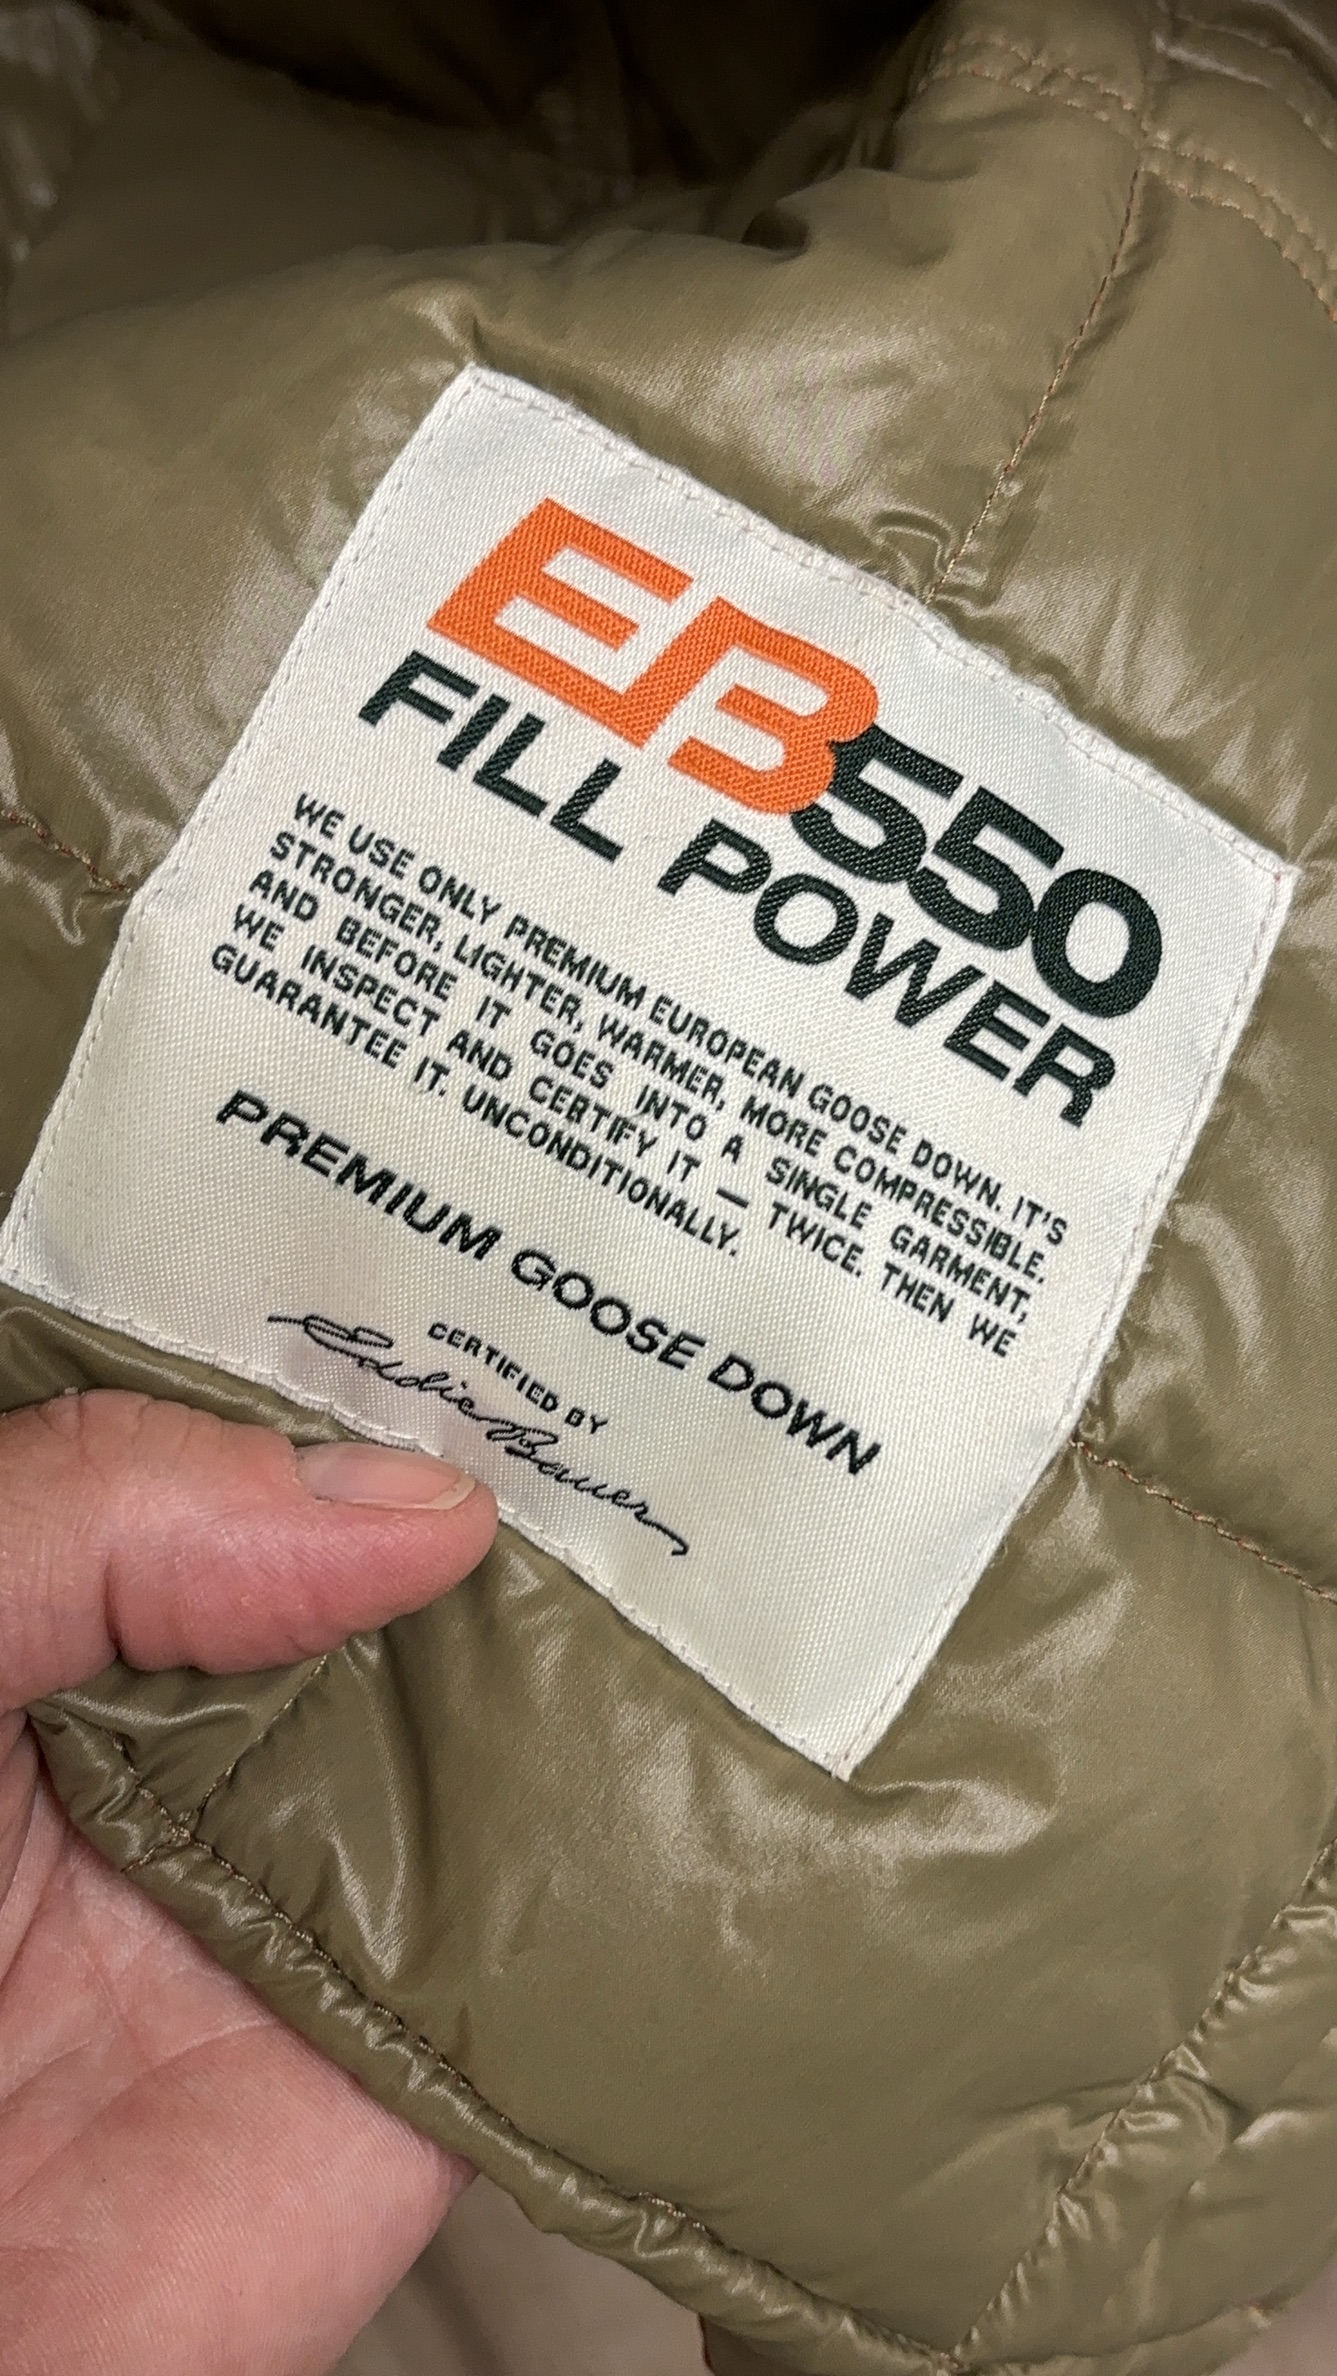 EB550
FILL POWER
WE USE ONLY PREMIUM EUROPEAN GOOSE DOWN. IT'S
STRONGER, LIGHTER, WARMER, MORE COMPRESSIBLE.
AND BEFORE IT GOES INTO A SINGLE GARMENT,
WE INSPECT AND CERTIFY IT — TWICE. THEN WE
GUARANTEE IT. UNCONDITIONALLY.
PREMIUM GOOSE DOWN
CERTIFIED BY
Eddie Bauer